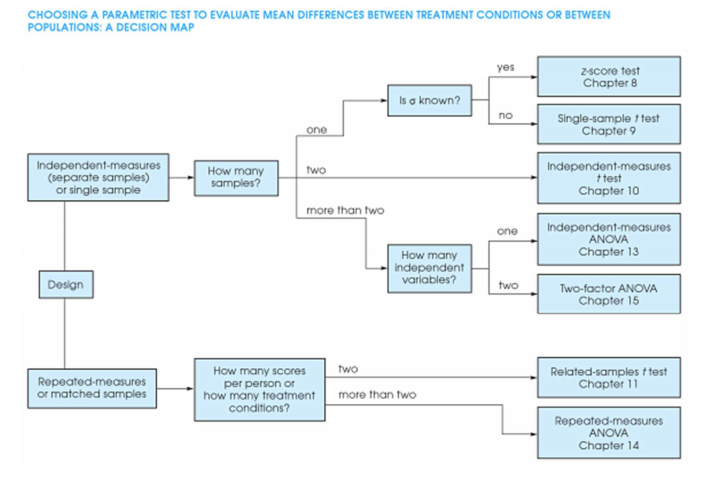 CHOOSING A PARAMETRIC TEST TO EVALUATE MEAN DIFFERENCES BETWEEN TREATMENT CONDITIONS OR BETWEEN
POPULATIONS: A DECISION MAP
yes
z-score test
Chapter 8
Is σ known?
no
Single-sample t test
Chapter 9
one
Independent-measures
(separate samples)
or single sample
How many
samples?
two
Independent-measures
t test
Chapter 10
more than two
How many
independent
variables?
one
Independent-measures
ANOVA
Chapter 13
two
Two-factor ANOVA
Chapter 15
Design
Repeated-measures
or matched samples
How many scores
per person or
how many treatment
conditions?
two
Related-samples t test
Chapter 11
more than two
Repeated-measures
ANOVA
Chapter 14